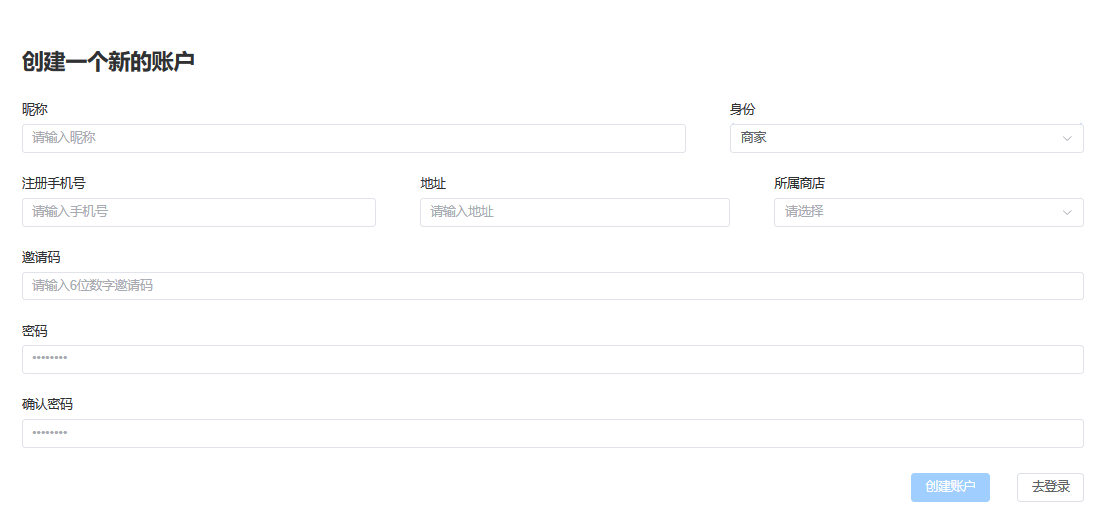 创建一个新的账户
昵称 身份
请输入昵称 商家
注册手机号 地址 所属商店
请输入手机号 请输入地址 请选择
邀请码
请输入6位数字邀请码
密码
••••••••
确认密码
••••••••
创建账户 去登录